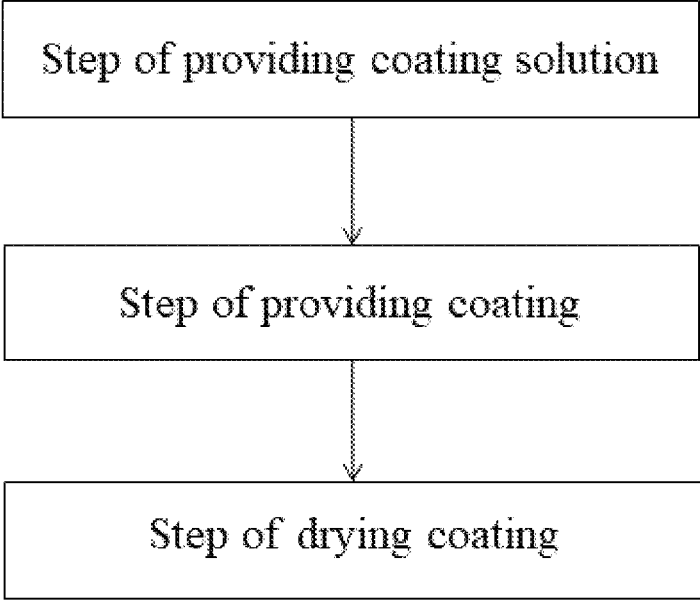 Step of providing coating solution
Step of providing coating
Step of drying coating